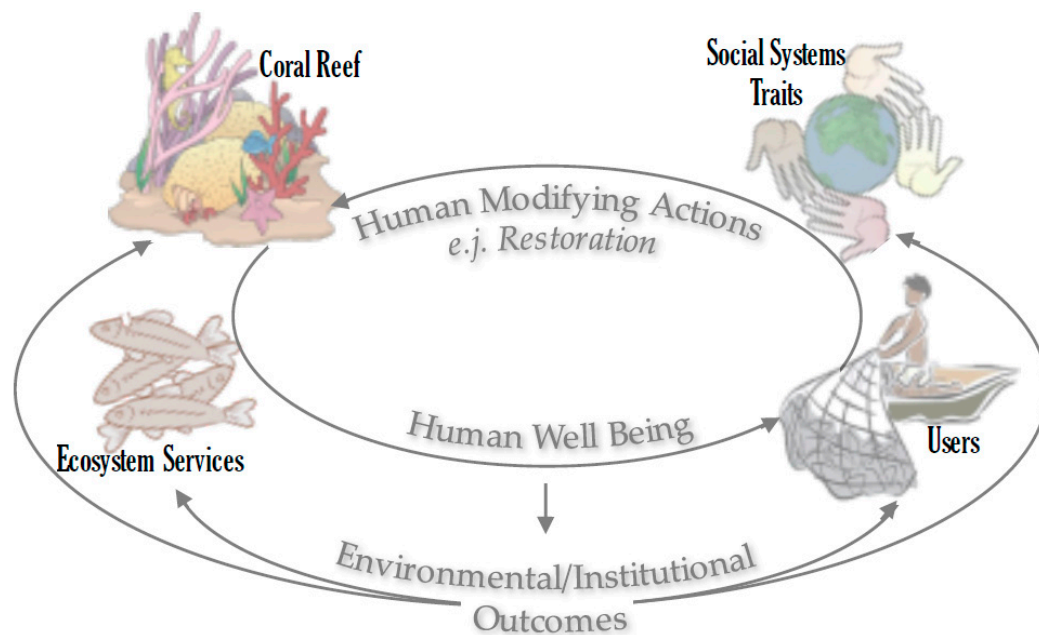 Coral Reef
Social Systems
Traits
Human Modifying Actions
e.j. Restoration
Ecosystem Services
Human Well Being
Users
Environmental/Institutional
Outcomes